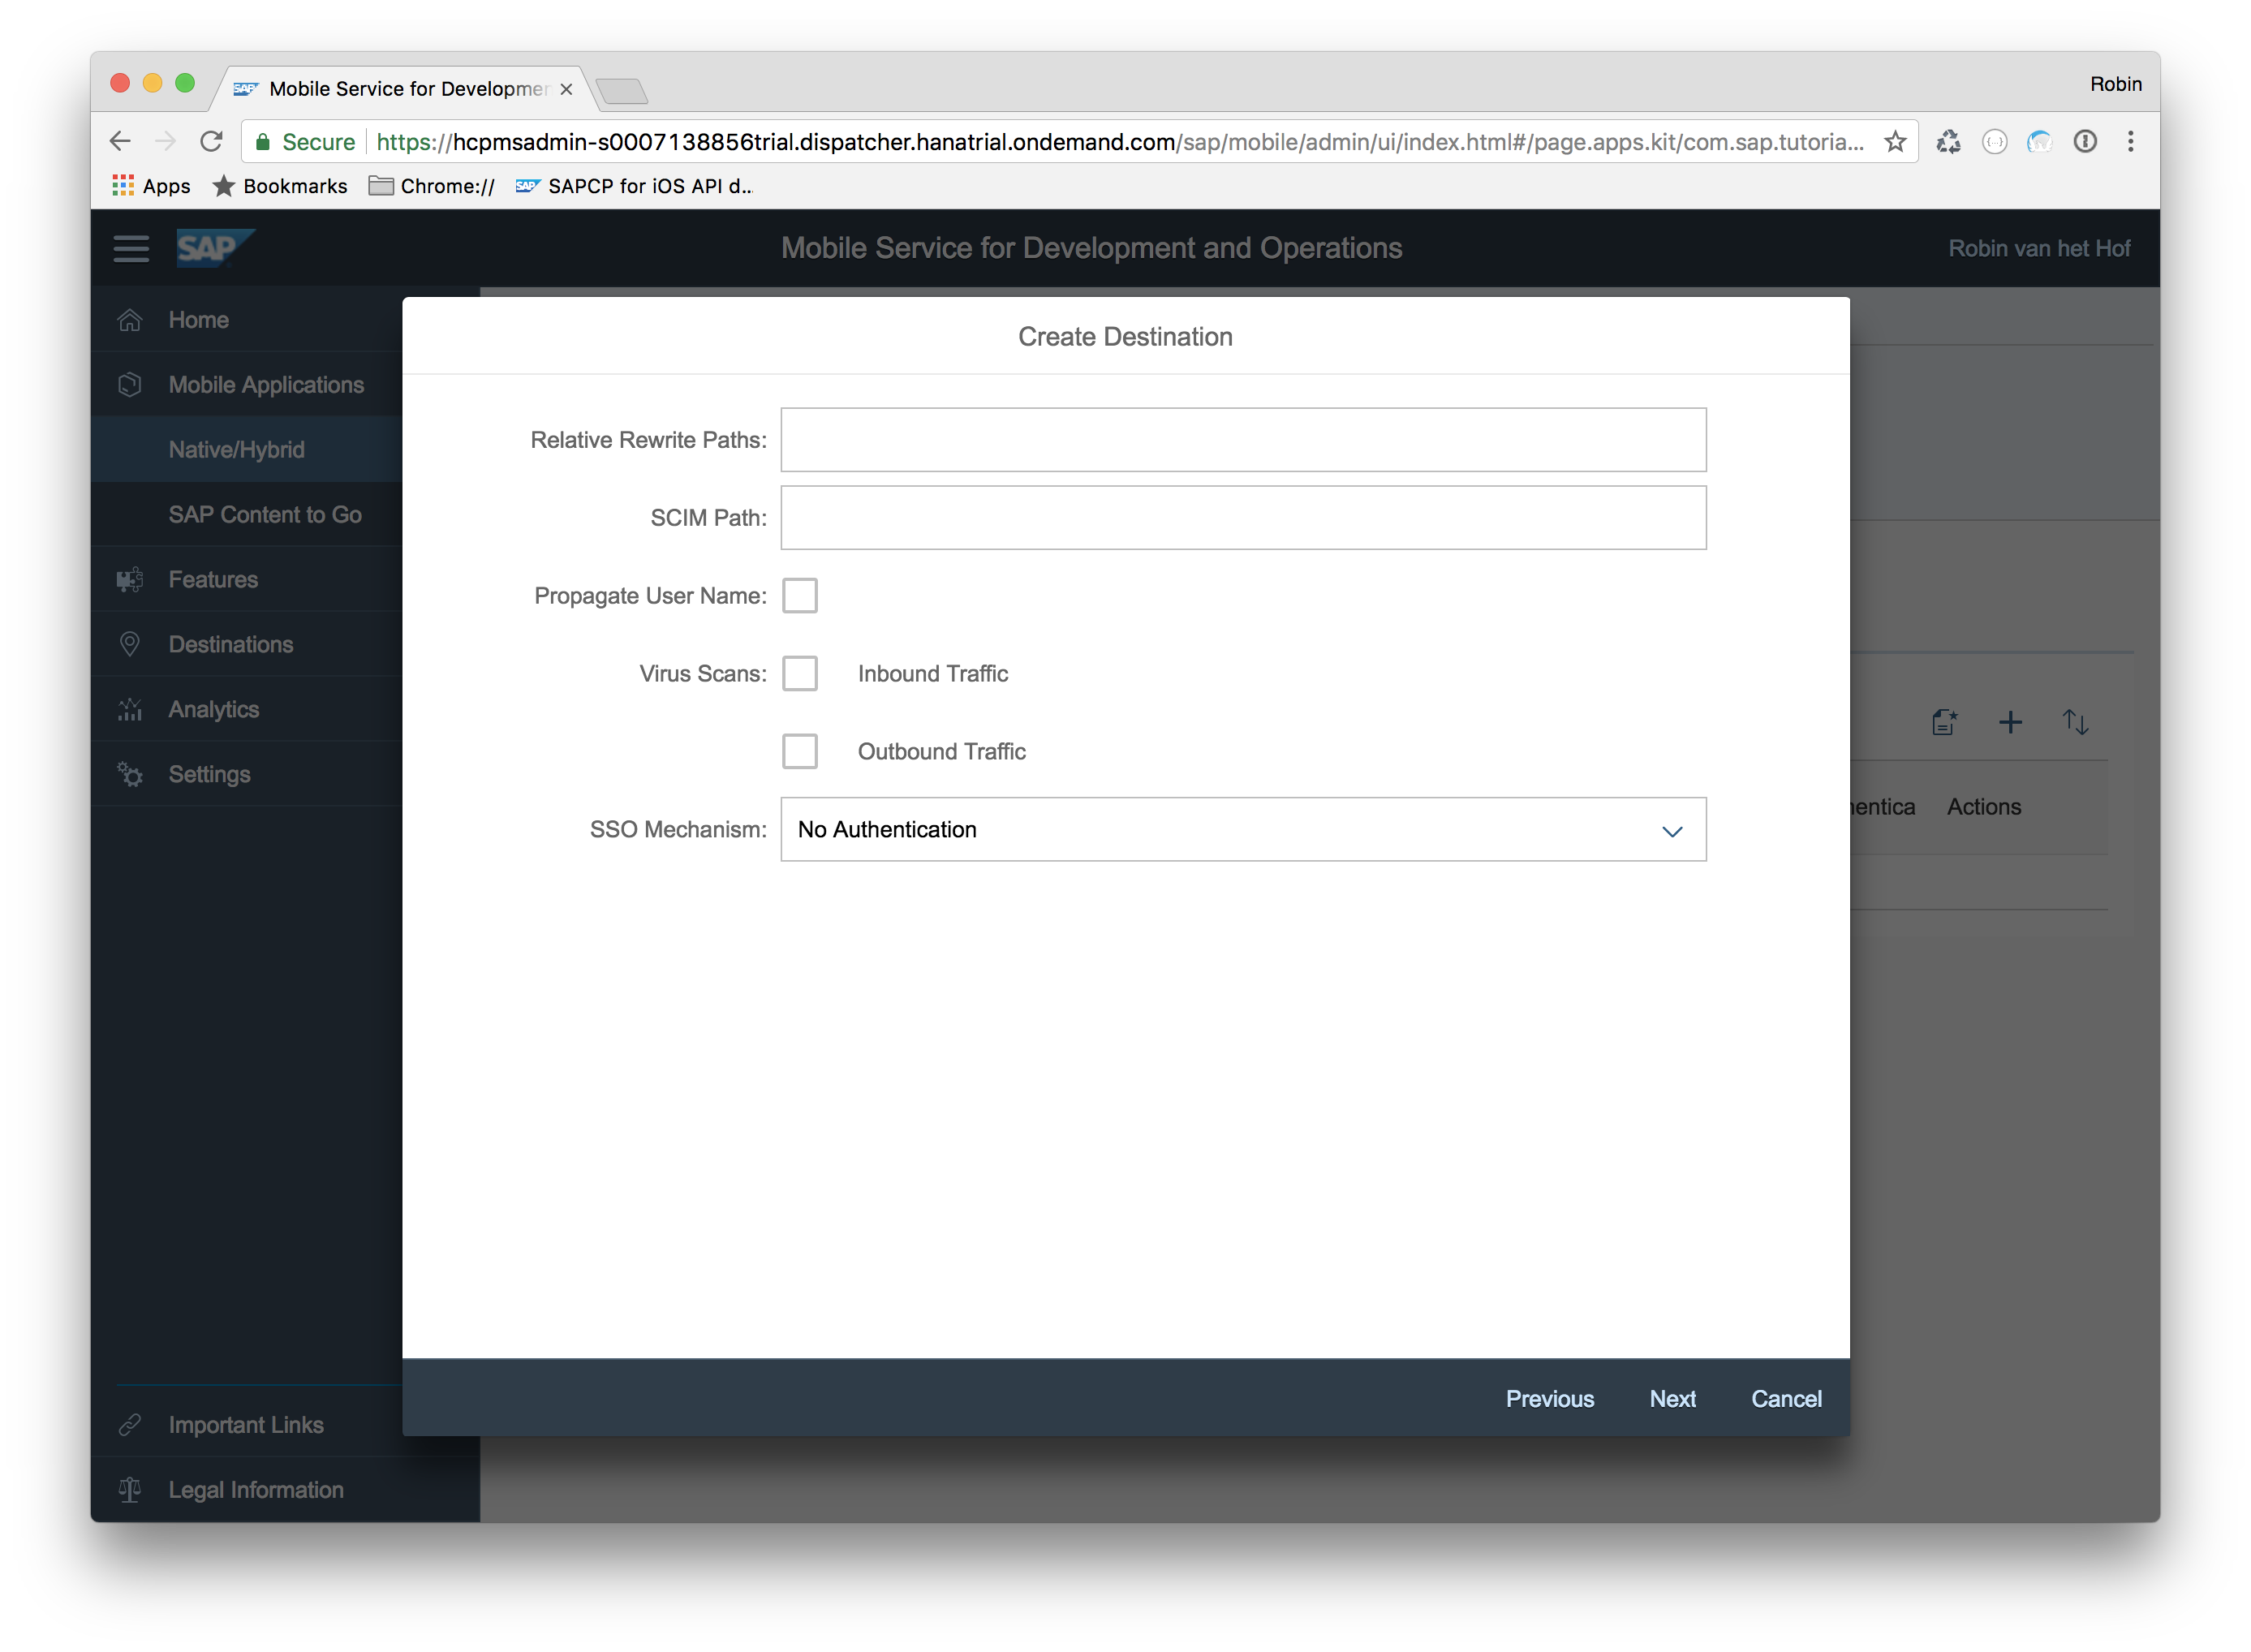 SAP Mobile Service for Developmen
Robin
Secure https://hcpmsadmin-s0007138856trial.dispatcher.hanatrial.ondemand.com/sap/mobile/admin/ui/index.html#/page.apps.kit/com.sap.tutoria...
Apps Bookmarks Chrome:// SAP SAPCP for iOS API d...
SAP Mobile Service for Development and Operations Robin van het Hof
Home
Mobile Applications
Native/Hybrid
SAP Content to Go
Features
Destinations
Analytics
Settings
Important Links
Legal Information
Create Destination
Relative Rewrite Paths:
SCIM Path:
Propagate User Name:
Virus Scans: Inbound Traffic
Outbound Traffic
SSO Mechanism: No Authentication
Previous Next Cancel
entica Actions